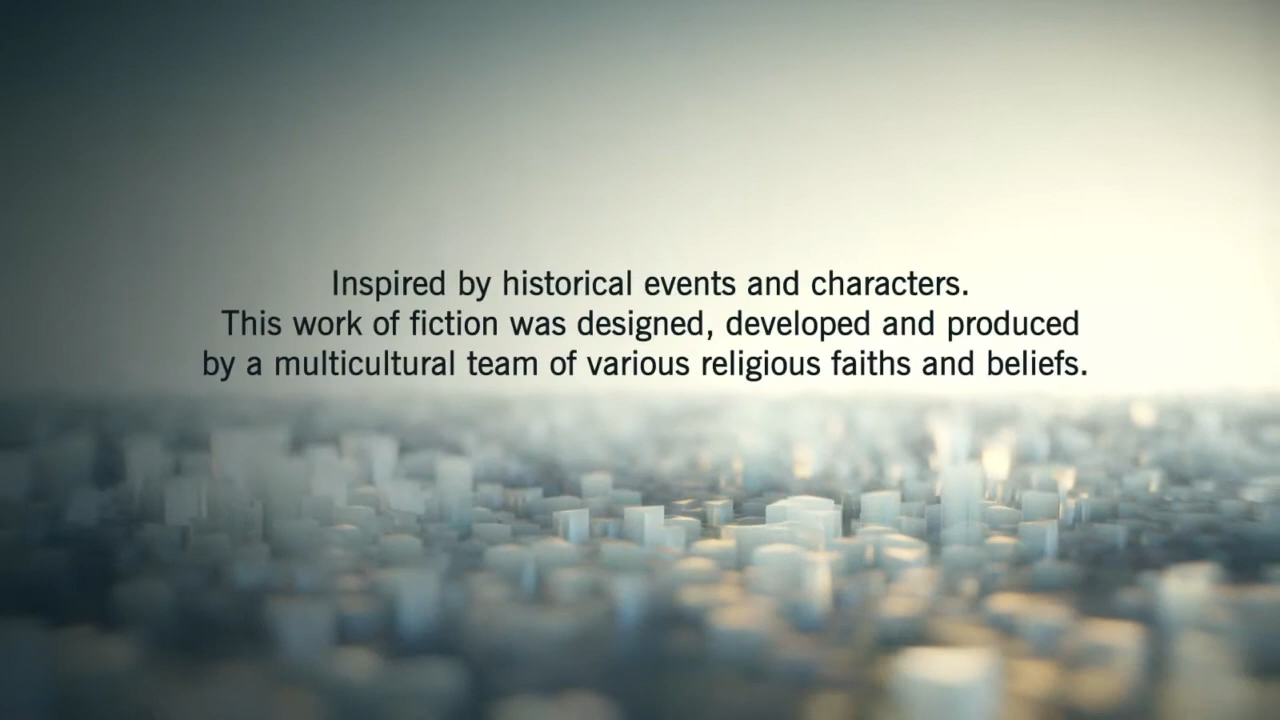 Inspired by historical events and characters.
This work of fiction was designed, developed and produced
by a multicultural team of various religious faiths and beliefs.